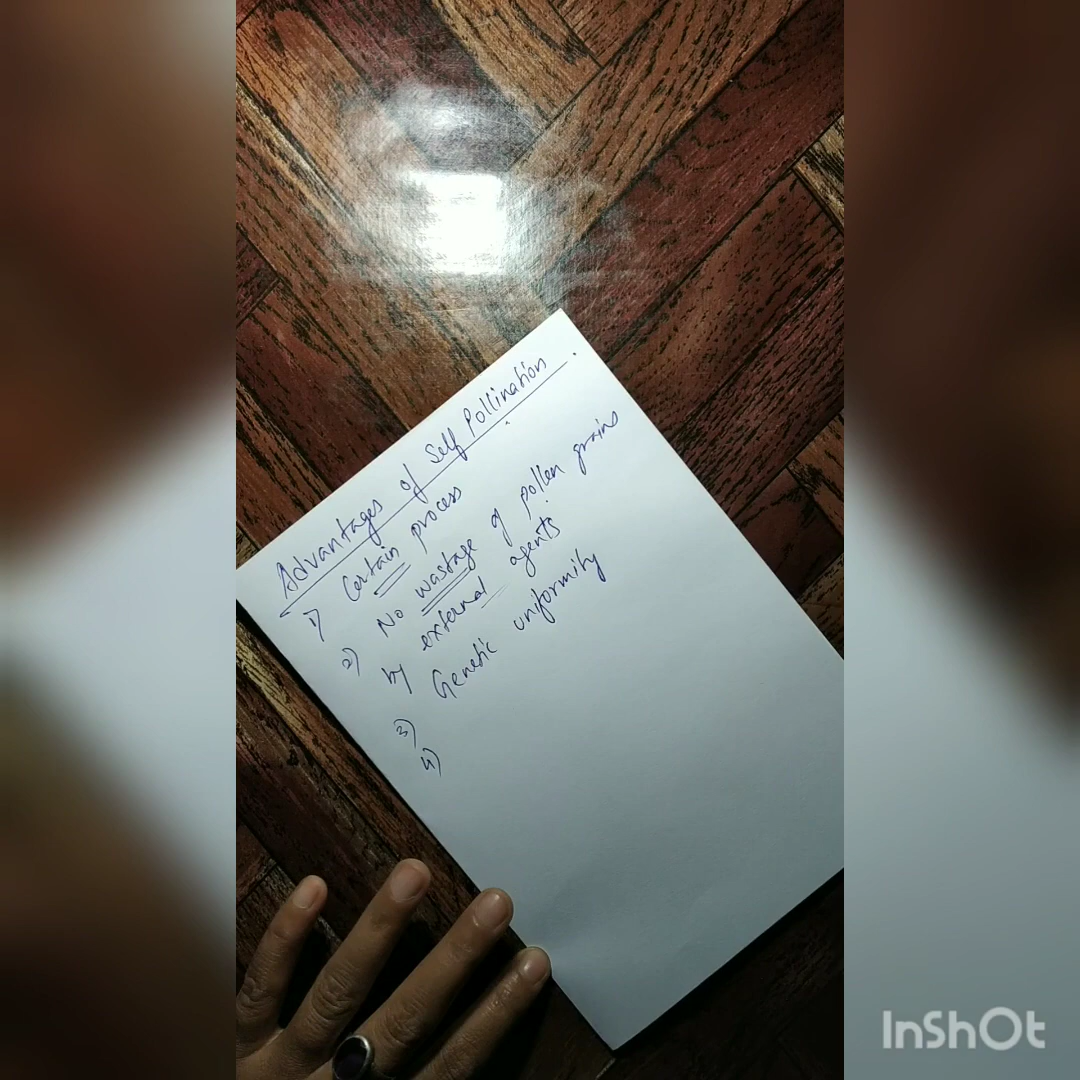 Advantages of Self Pollination.
1) Certain process
2) No wastage of pollen grains
by external agents
3) Genetic uniformity
4)
InShOt